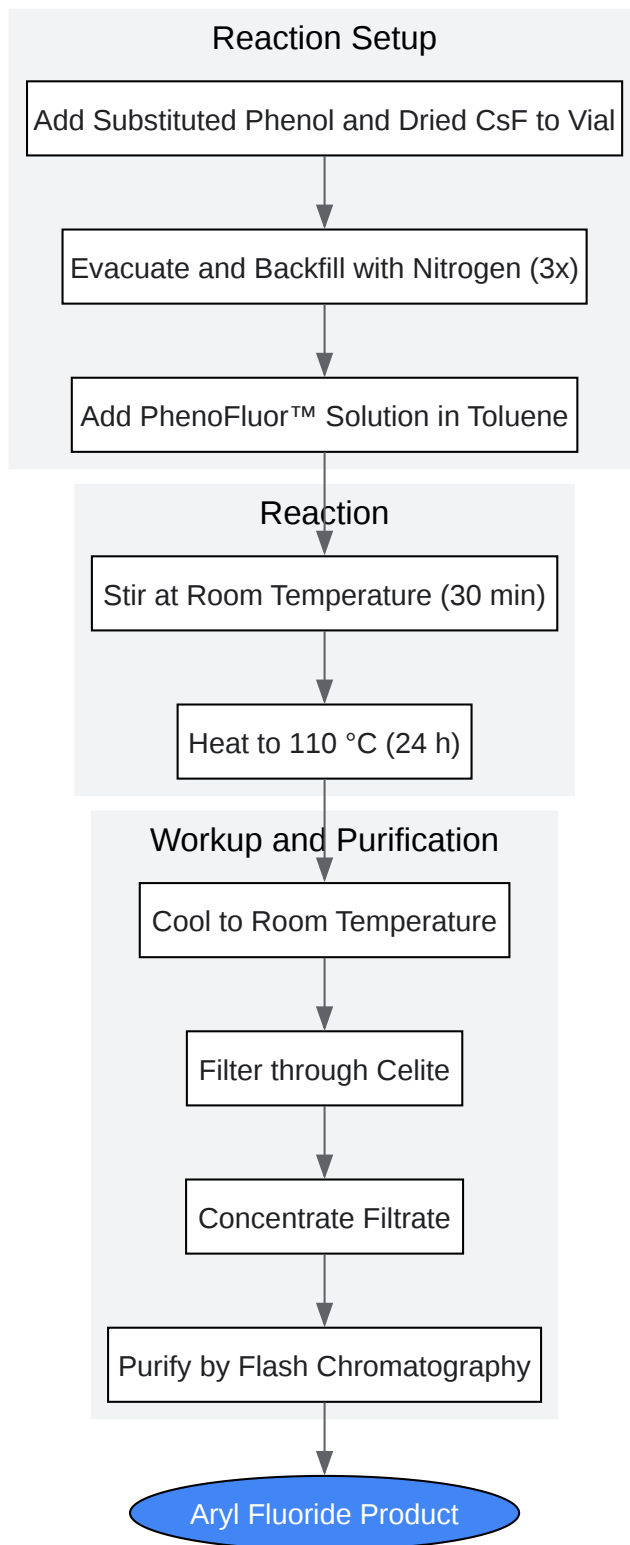 Reaction Setup
Add Substituted Phenol and Dried CsF to Vial
Evacuate and Backfill with Nitrogen (3x)
Add PhenoFluor™ Solution in Toluene
Reaction
Stir at Room Temperature (30 min)
Heat to 110 °C (24 h)
Workup and Purification
Cool to Room Temperature
Filter through Celite
Concentrate Filtrate
Purify by Flash Chromatography
Aryl Fluoride Product